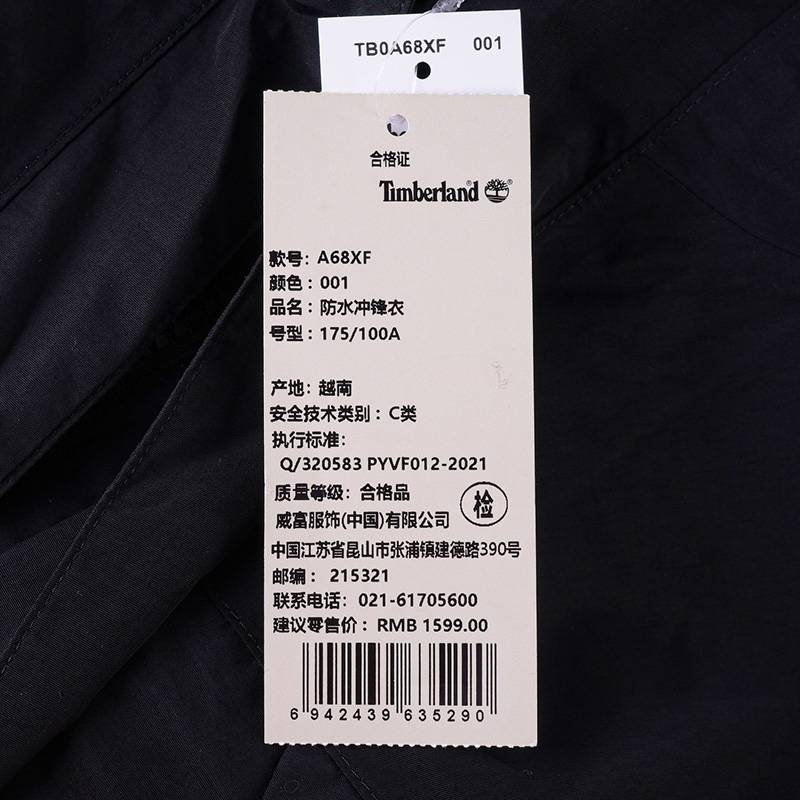 TB0A68XF 001
合格证
Timberland
款号：A68XF
颜色：001
品名：防水冲锋衣
号型：175/100A
产地：越南
安全技术类别：C类
执行标准：
Q/320583 PYVF012-2021
质量等级：合格品
检
威富服饰(中国)有限公司
中国江苏省昆山市张浦镇建德路390号
邮编：215321
联系电话：021-61705600
建议零售价：RMB 1599.00
6 942439 635290